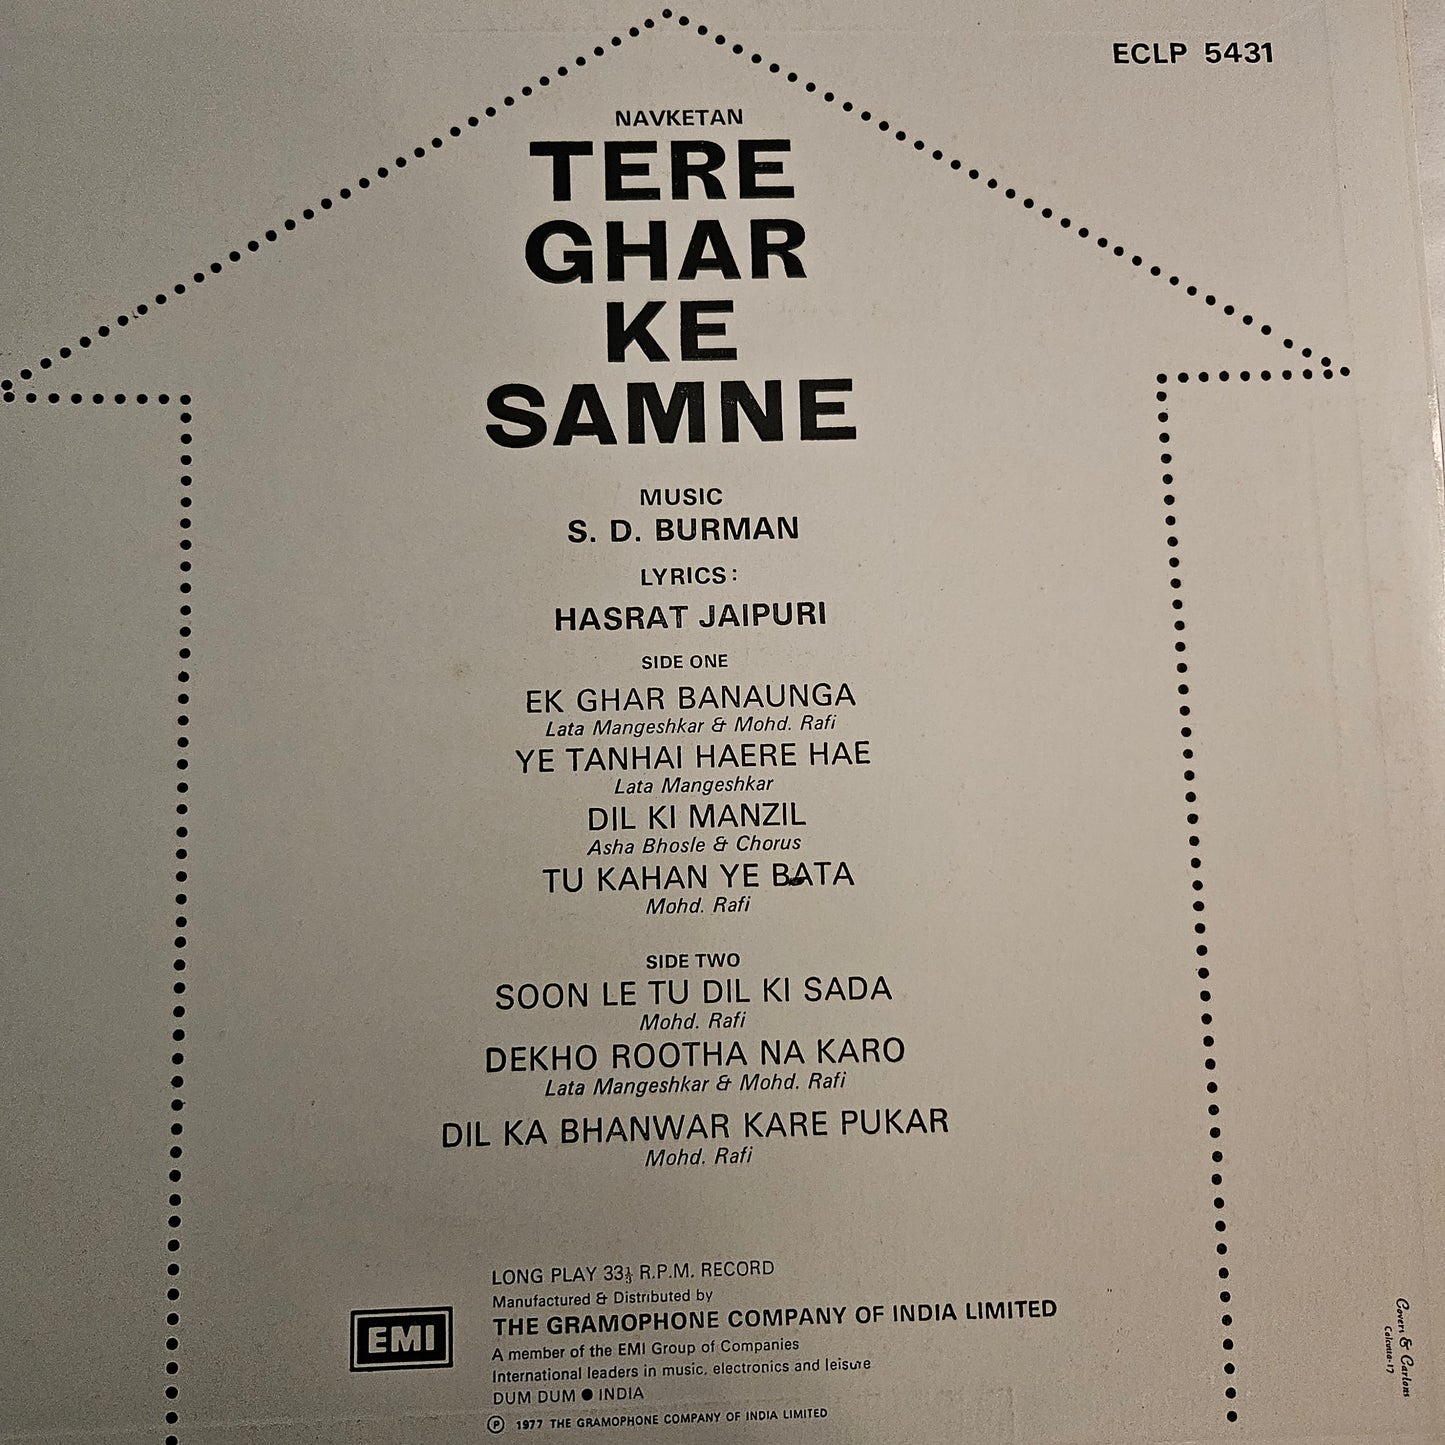 ECLP 5431
NAVKETAN
TERE
GHAR
KE
SAMNE
MUSIC
S. D. BURMAN
LYRICS:
HASRAT JAIPURI
SIDE ONE
EK GHAR BANAUNGA
Lata Mangeshkar & Mohd. Rafi
YE TANHAI HAERE HAE
Lata Mangeshkar
DIL KI MANZIL
Asha Bhosle & Chorus
TU KAHAN YE BATA
Mohd. Rafi
SIDE TWO
SOON LE TU DIL KI SADA
Mohd. Rafi
DEKHO ROOTHA NA KARO
Lata Mangeshkar & Mohd. Rafi
DIL KA BHANWAR KARE PUKAR
Mohd. Rafi
LONG PLAY 33⅓ R.P.M. RECORD
Manufactured & Distributed by
THE GRAMOPHONE COMPANY OF INDIA LIMITED
EMI
A member of the EMI Group of Companies
International leaders in music, electronics and leisure
DUM DUM ● INDIA
Ⓟ 1977 THE GRAMOPHONE COMPANY OF INDIA LIMITED
Covers & Cartons
Calcutta-17